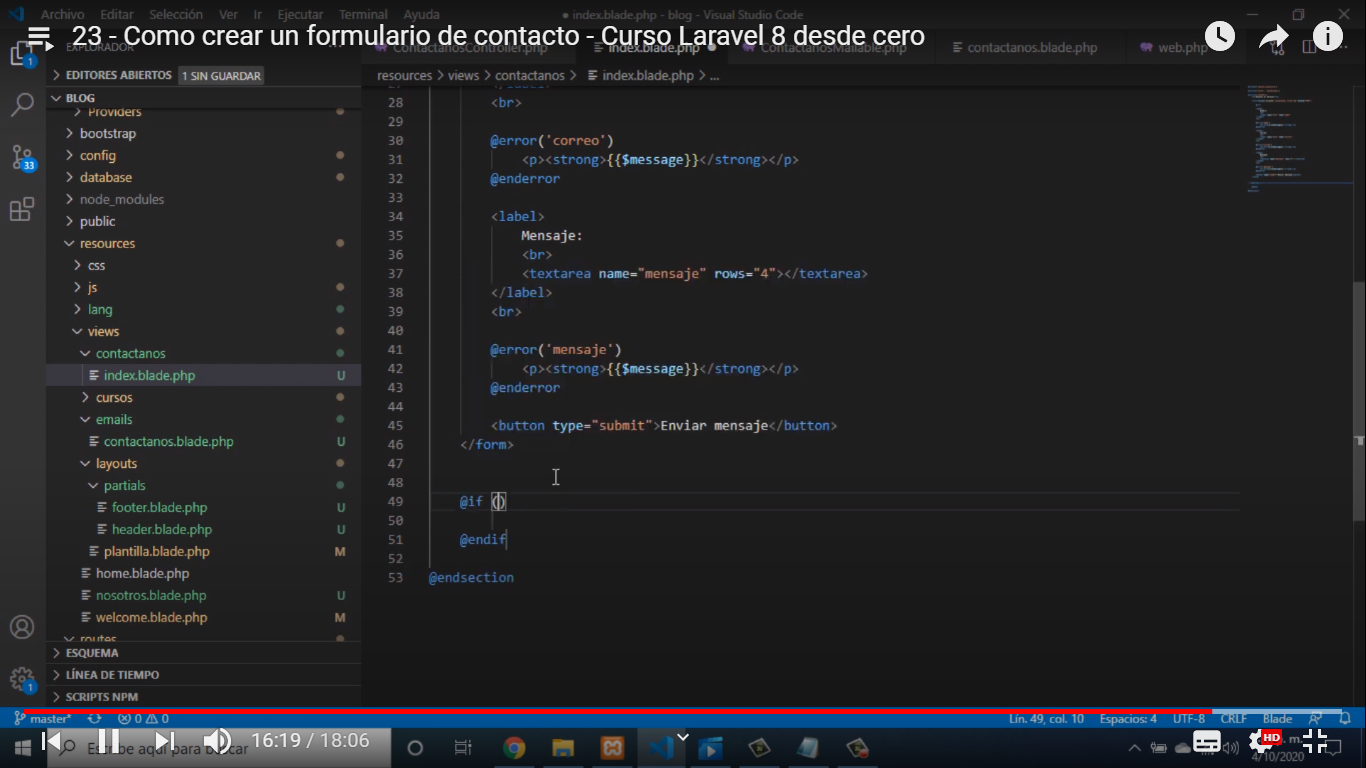 Archivo Editar Selección Ver Ir Ejecutar Terminal Ayuda
● index.blade.php - blog - Visual Studio Code
23 - Como crear un formulario de contacto - Curso Laravel 8 desde cero
EXPLORADOR
ContactanosController.php index.blade.php ● ContactanosMailable.php contactanos.blade.php web.php
EDITORES ABIERTOS 1 SIN GUARDAR
resources > views > contactanos > index.blade.php > ...
BLOG
Providers
bootstrap
config
database
node_modules
public
resources
css
js
lang
views
contactanos
index.blade.php U
cursos
emails
contactanos.blade.php U
layouts
partials
footer.blade.php U
header.blade.php U
plantilla.blade.php M
home.blade.php
nosotros.blade.php U
welcome.blade.php M
routes
ESQUEMA
LÍNEA DE TIEMPO
SCRIPTS NPM
1
33
1
27 </label>
28 <br>
29
30 @error('correo')
31 <p><strong>{{$message}}</strong></p>
32 @enderror
33
34 <label>
35 Mensaje:
36 <br>
37 <textarea name="mensaje" rows="4"></textarea>
38 </label>
39 <br>
40
41 @error('mensaje')
42 <p><strong>{{$message}}</strong></p>
43 @enderror
44
45 <button type="submit">Enviar mensaje</button>
46 </form>
47
48
49 @if ()
50
51 @endif
52
53 @endsection
master* 0 0
Lín. 49, col. 10 Espacios: 4 UTF-8 CRLF Blade
Escribe aquí para buscar
16:19 / 18:06
HD
4/10/2020